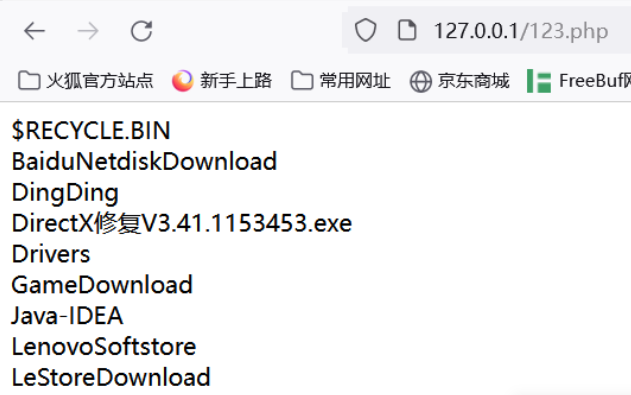 127.0.0.1/123.php
火狐官方站点 新手上路 常用网址 京东商城 FreeBuf网
$RECYCLE.BIN
BaiduNetdiskDownload
DingDing
DirectX修复V3.41.1153453.exe
Drivers
GameDownload
Java-IDEA
LenovoSoftstore
LeStoreDownload